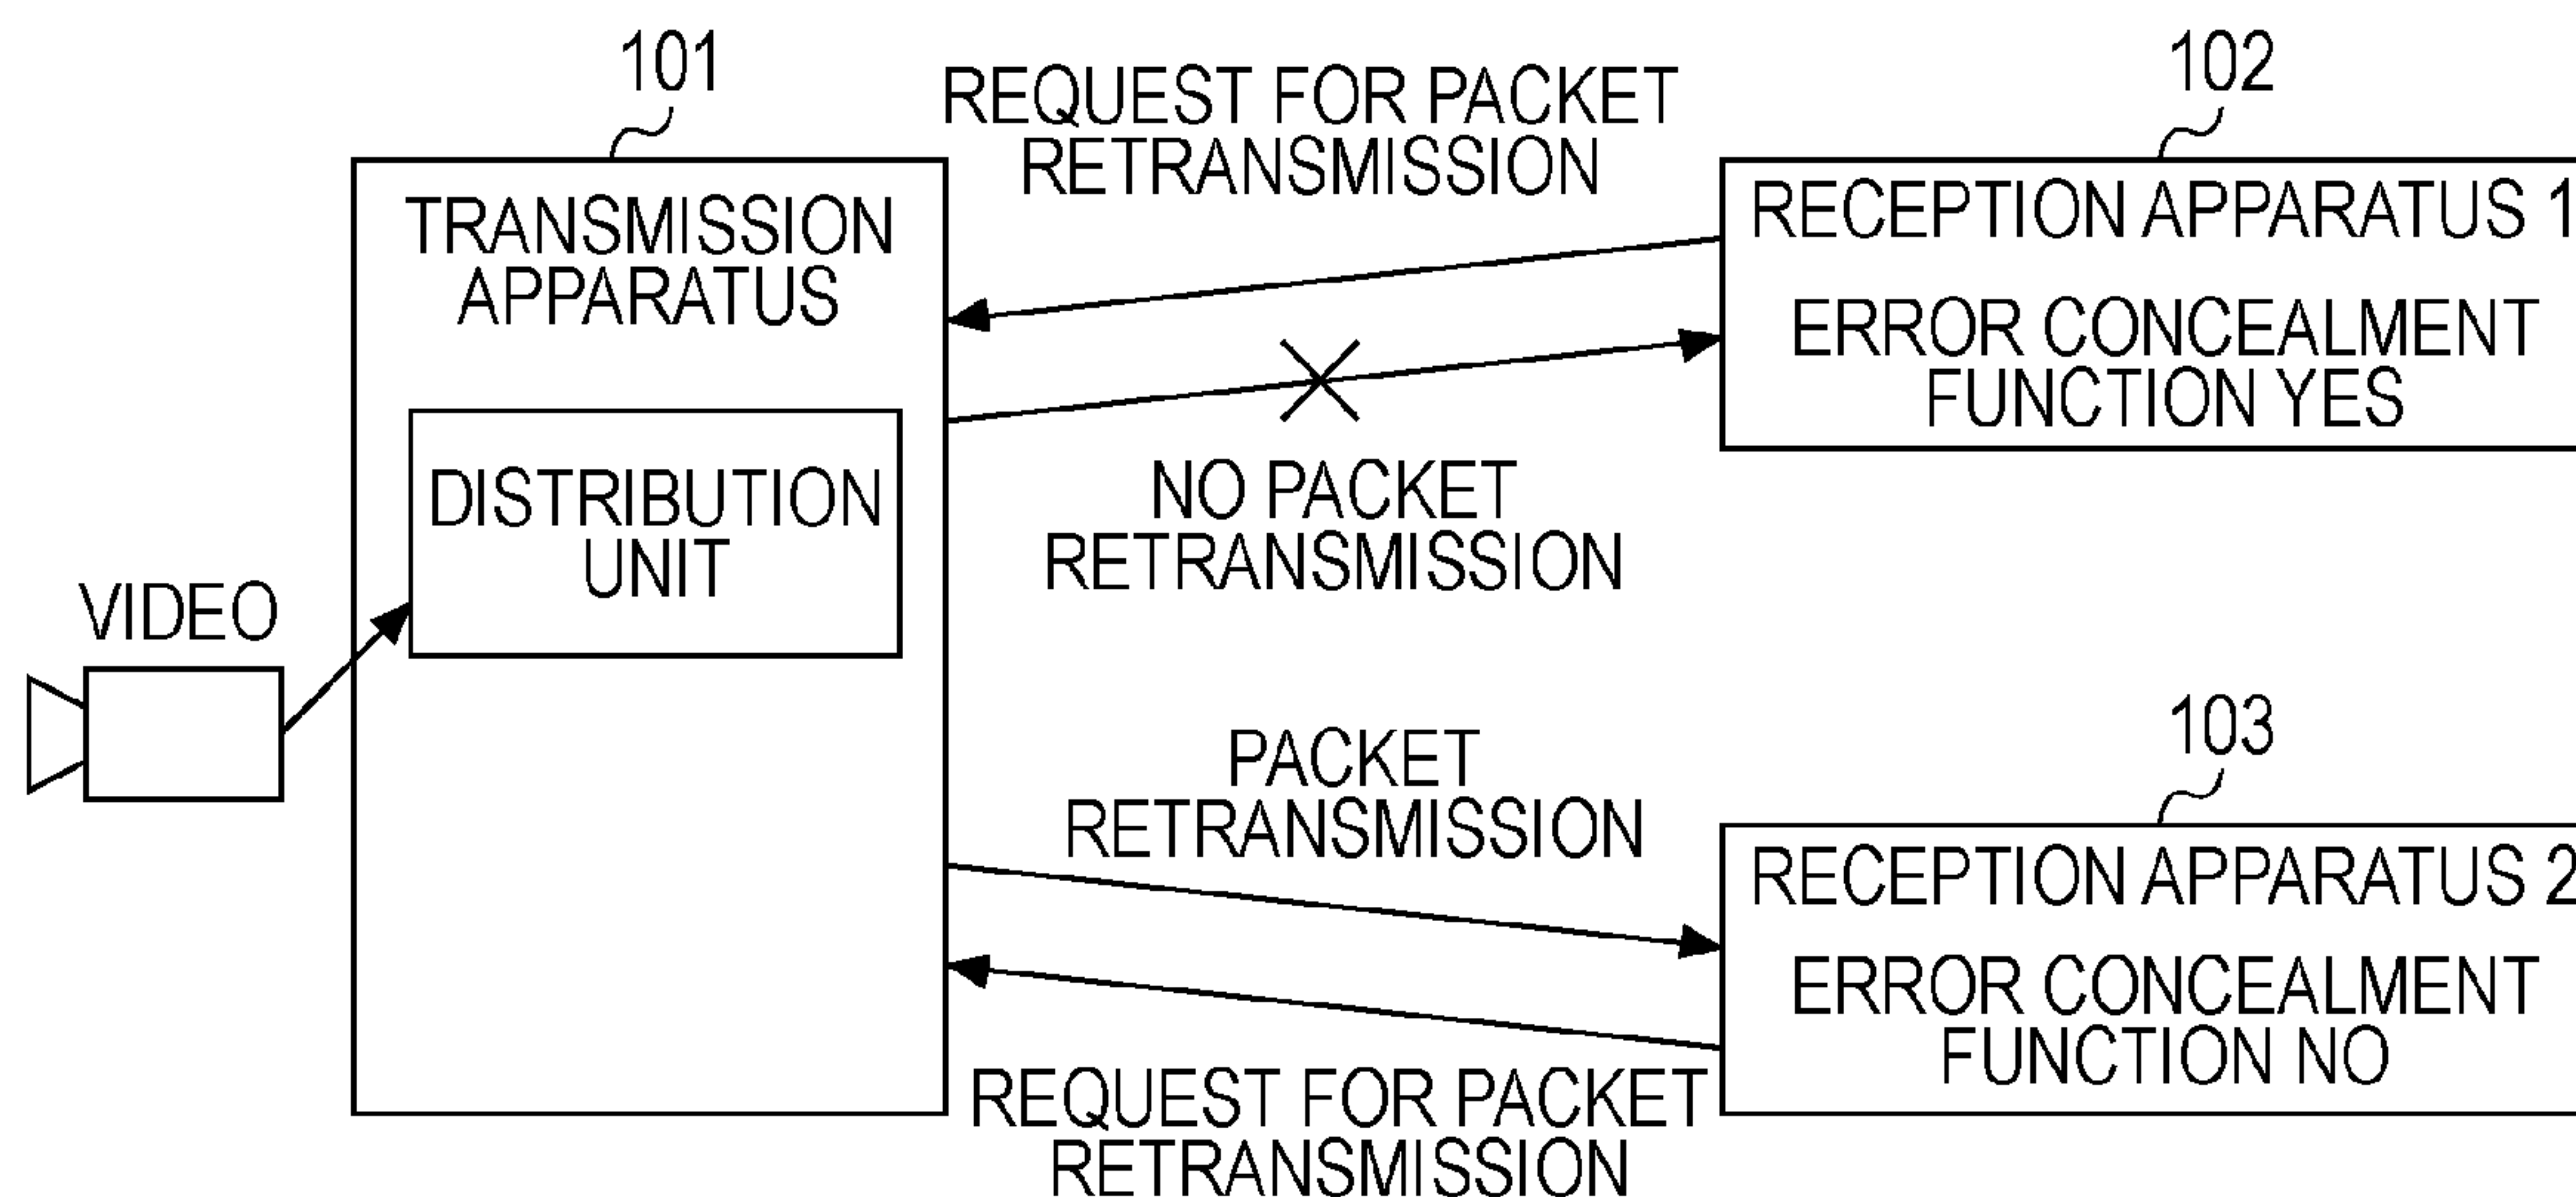 101
TRANSMISSION
APPARATUS
DISTRIBUTION
UNIT
VIDEO
REQUEST FOR PACKET
RETRANSMISSION
NO PACKET
RETRANSMISSION
PACKET
RETRANSMISSION
REQUEST FOR PACKET
RETRANSMISSION
102
RECEPTION APPARATUS 1
ERROR CONCEALMENT
FUNCTION YES
103
RECEPTION APPARATUS 2
ERROR CONCEALMENT
FUNCTION NO